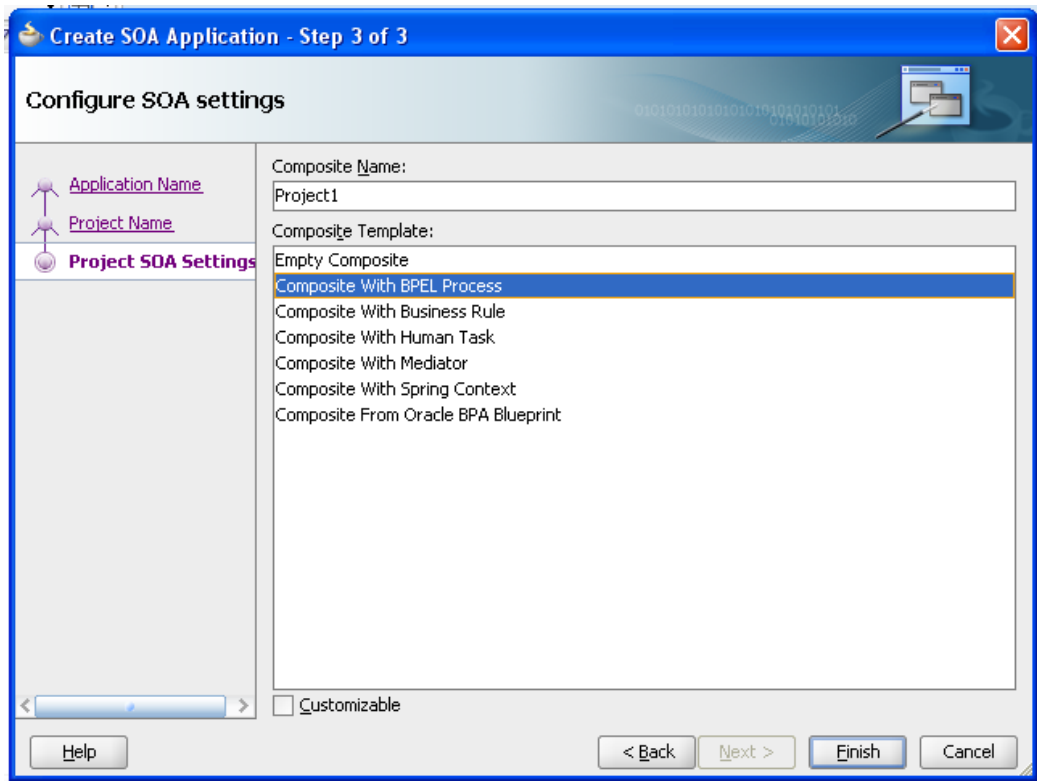 Create SOA Application - Step 3 of 3
Configure SOA settings
Application Name
Project Name
Project SOA Settings
Composite Name:
Project1
Composite Template:
Empty Composite
Composite With BPEL Process
Composite With Business Rule
Composite With Human Task
Composite With Mediator
Composite With Spring Context
Composite From Oracle BPA Blueprint
Customizable
Help
< Back
Next >
Finish
Cancel